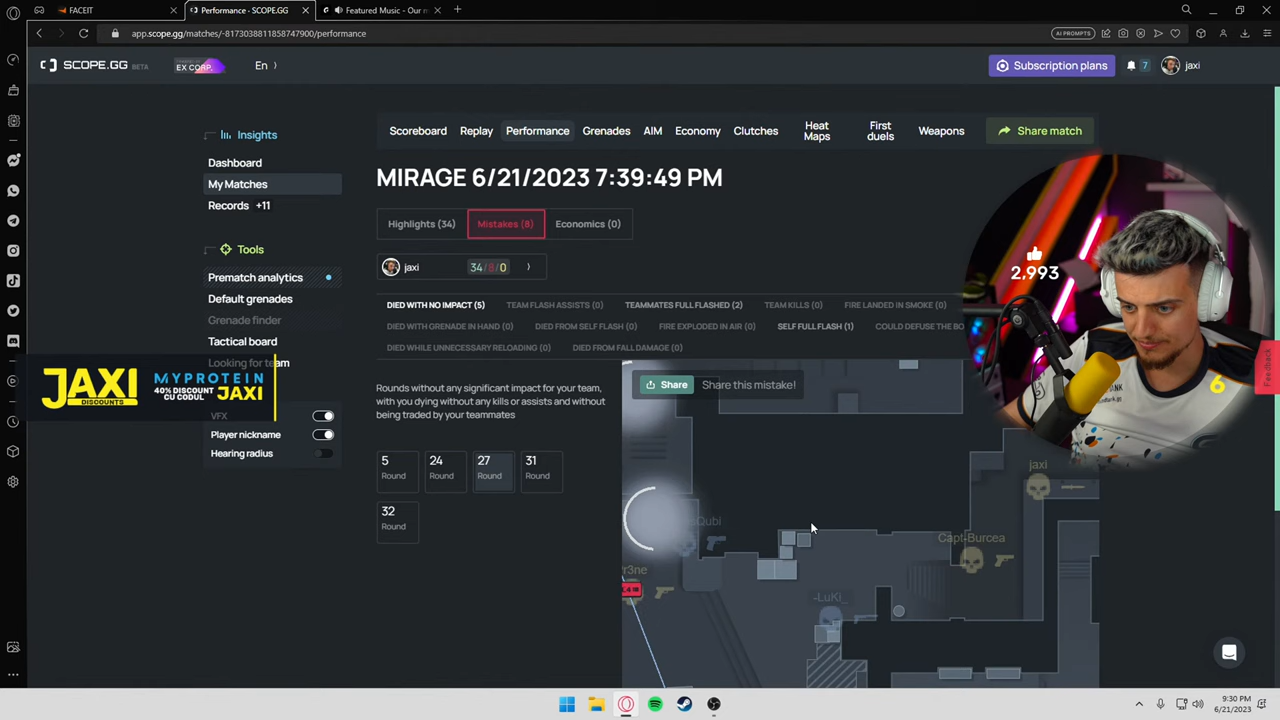 FACEIT
Performance - SCOPE.GG
Featured Music - Our m
app.scope.gg/matches/-8173038811858747900/performance
AI PROMPTS
SCOPE.GG
BETA
EX CORP.
En
Subscription plans
7
jaxi
Insights
Dashboard
My Matches
Records +11
Tools
Prematch analytics
Default grenades
Grenade finder
Tactical board
Looking for team
VFX
Player nickname
Hearing radius
Scoreboard
Replay
Performance
Grenades
AIM
Economy
Clutches
Heat
Maps
First
duels
Weapons
Share match
MIRAGE 6/21/2023 7:39:49 PM
Highlights (34)
Mistakes (8)
Economics (0)
jaxi
34/8/0
DIED WITH NO IMPACT (5)
TEAM FLASH ASSISTS (0)
TEAMMATES FULL FLASHED (2)
TEAM KILLS (0)
FIRE LANDED IN SMOKE (0)
DIED WITH GRENADE IN HAND (0)
DIED FROM SELF FLASH (0)
FIRE EXPLODED IN AIR (0)
SELF FULL FLASH (1)
COULD DEFUSE THE BO
DIED WHILE UNNECESSARY RELOADING (0)
DIED FROM FALL DAMAGE (0)
Rounds without any significant impact for your team,
with you dying without any kills or assists and without
being traded by your teammates
5
Round
24
Round
27
Round
31
Round
32
Round
Share
Share this mistake!
jaxi
Capt-Burcea
-LuKi_
Qubi
r3ne
2,993
6
Feedback
JAXI
DISCOUNTS
MYPROTEIN
40% DISCOUNT
CU CODUL
JAXI
9:30 PM
6/21/2023